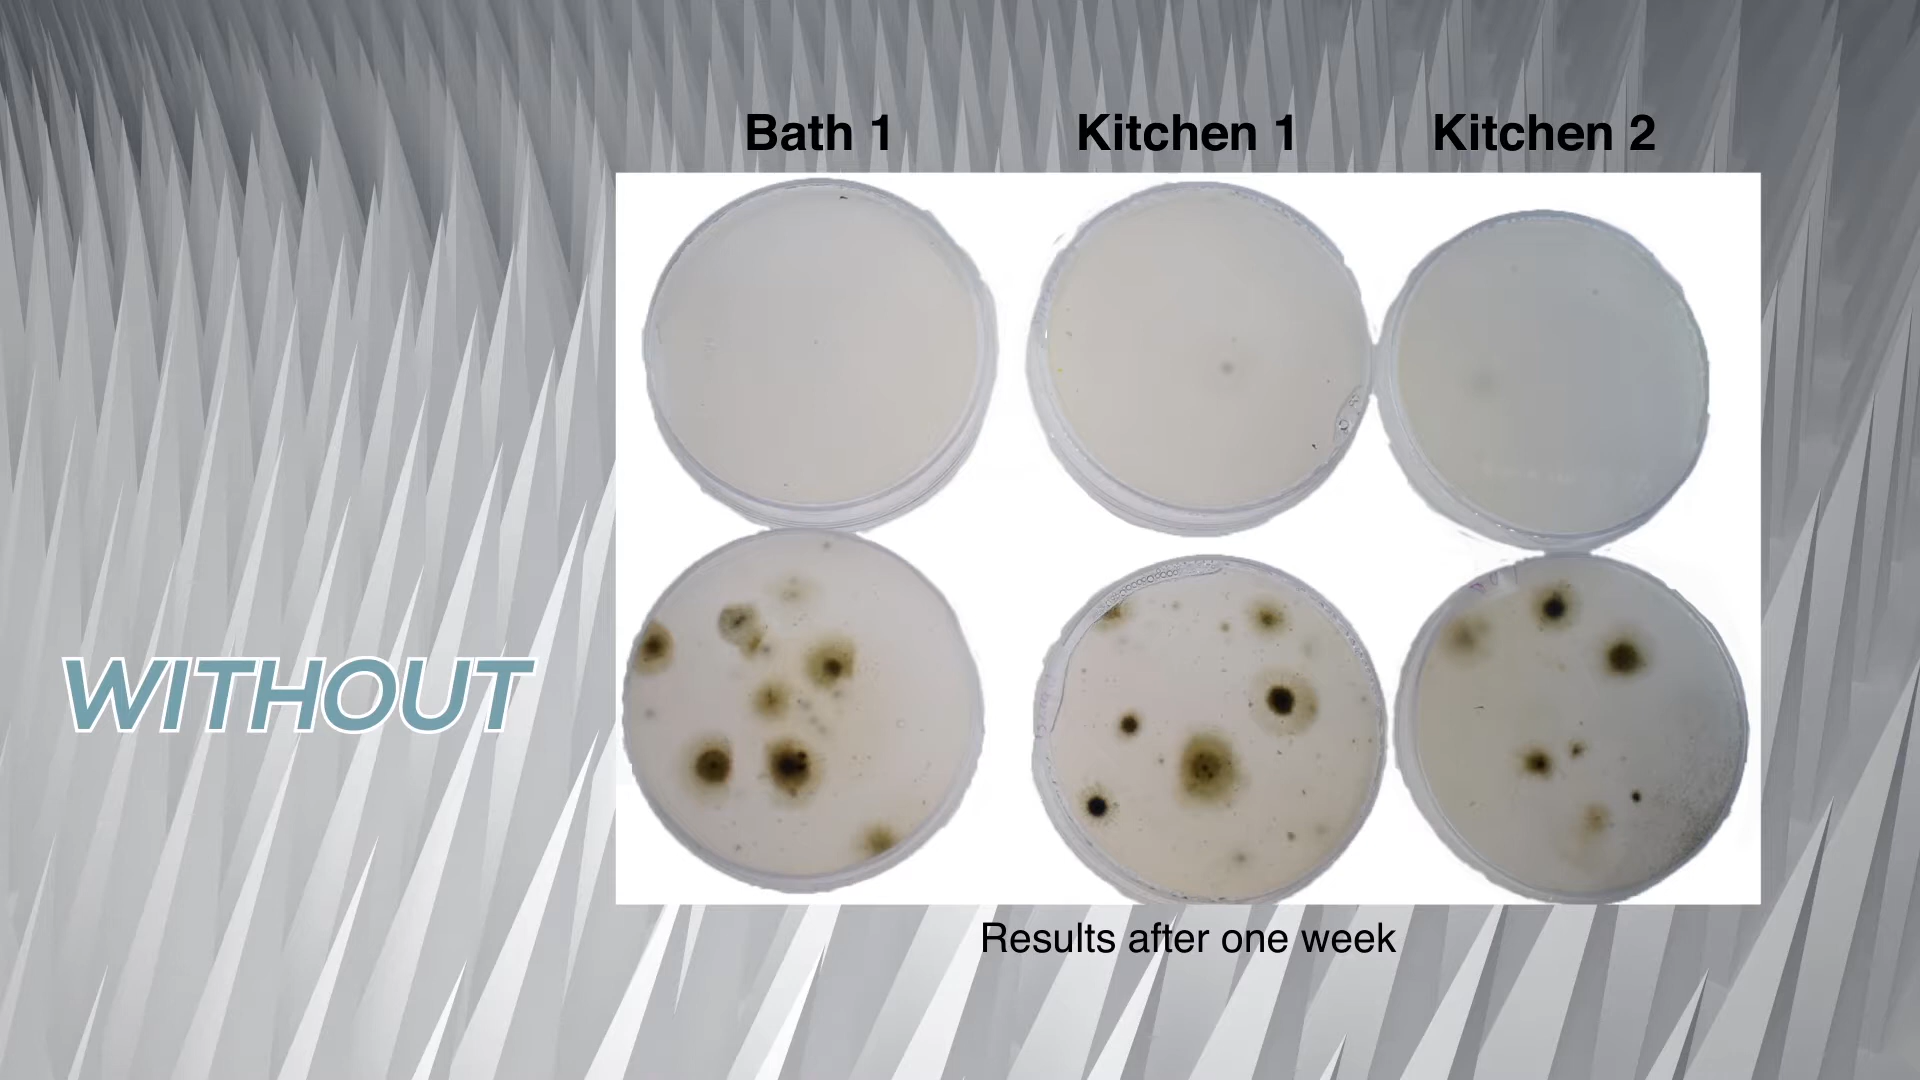 Bath 1
Kitchen 1
Kitchen 2
WITHOUT
Results after one week